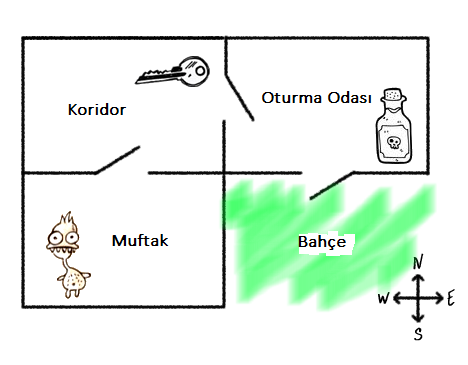 Koridor
Oturma Odası
Muftak
Bahçe
N
W E
S